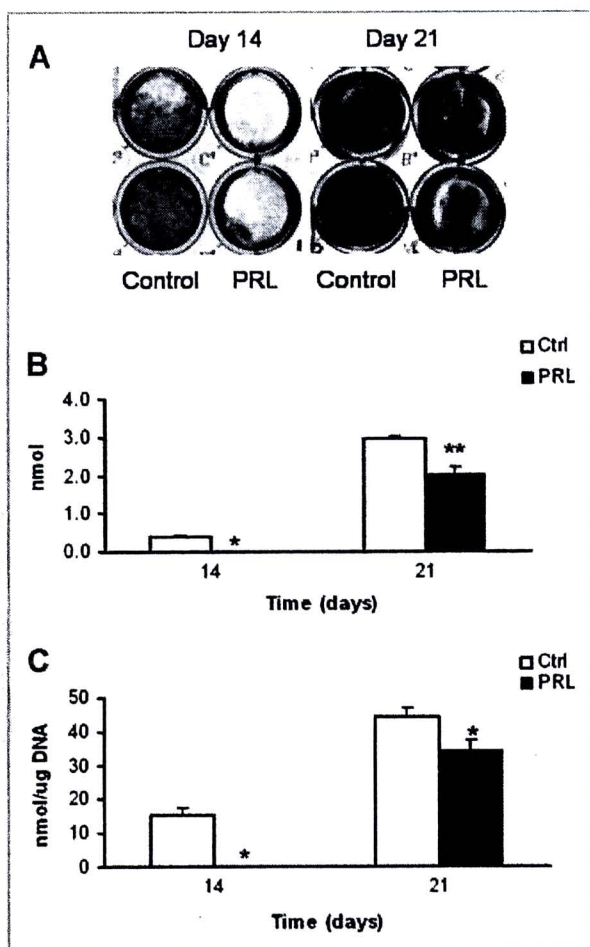 A
Day 14 Day 21
Control PRL Control PRL
B
Ctrl
PRL
nmol
4.0
3.0
2.0
1.0
0.0
*
**
14 21
Time (days)
C
Ctrl
PRL
nmol/ug DNA
50
40
30
20
10
0
*
*
14 21
Time (days)